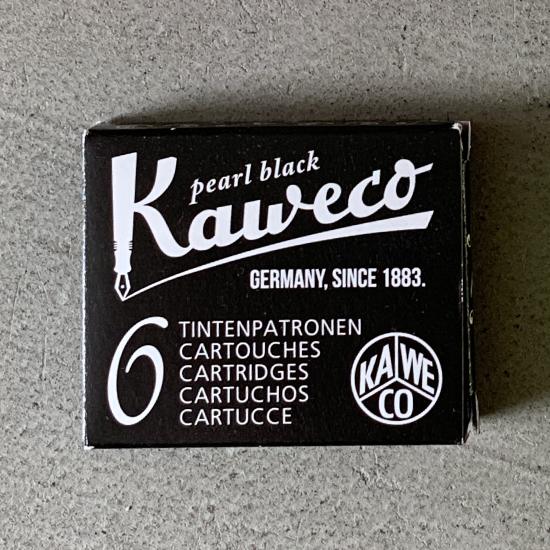 pearl black
Kaweco
GERMANY, SINCE 1883.
6
TINTENPATRONEN
CARTOUCHES
CARTRIDGES
CARTUCHOS
CARTUCCE
KA WE
CO